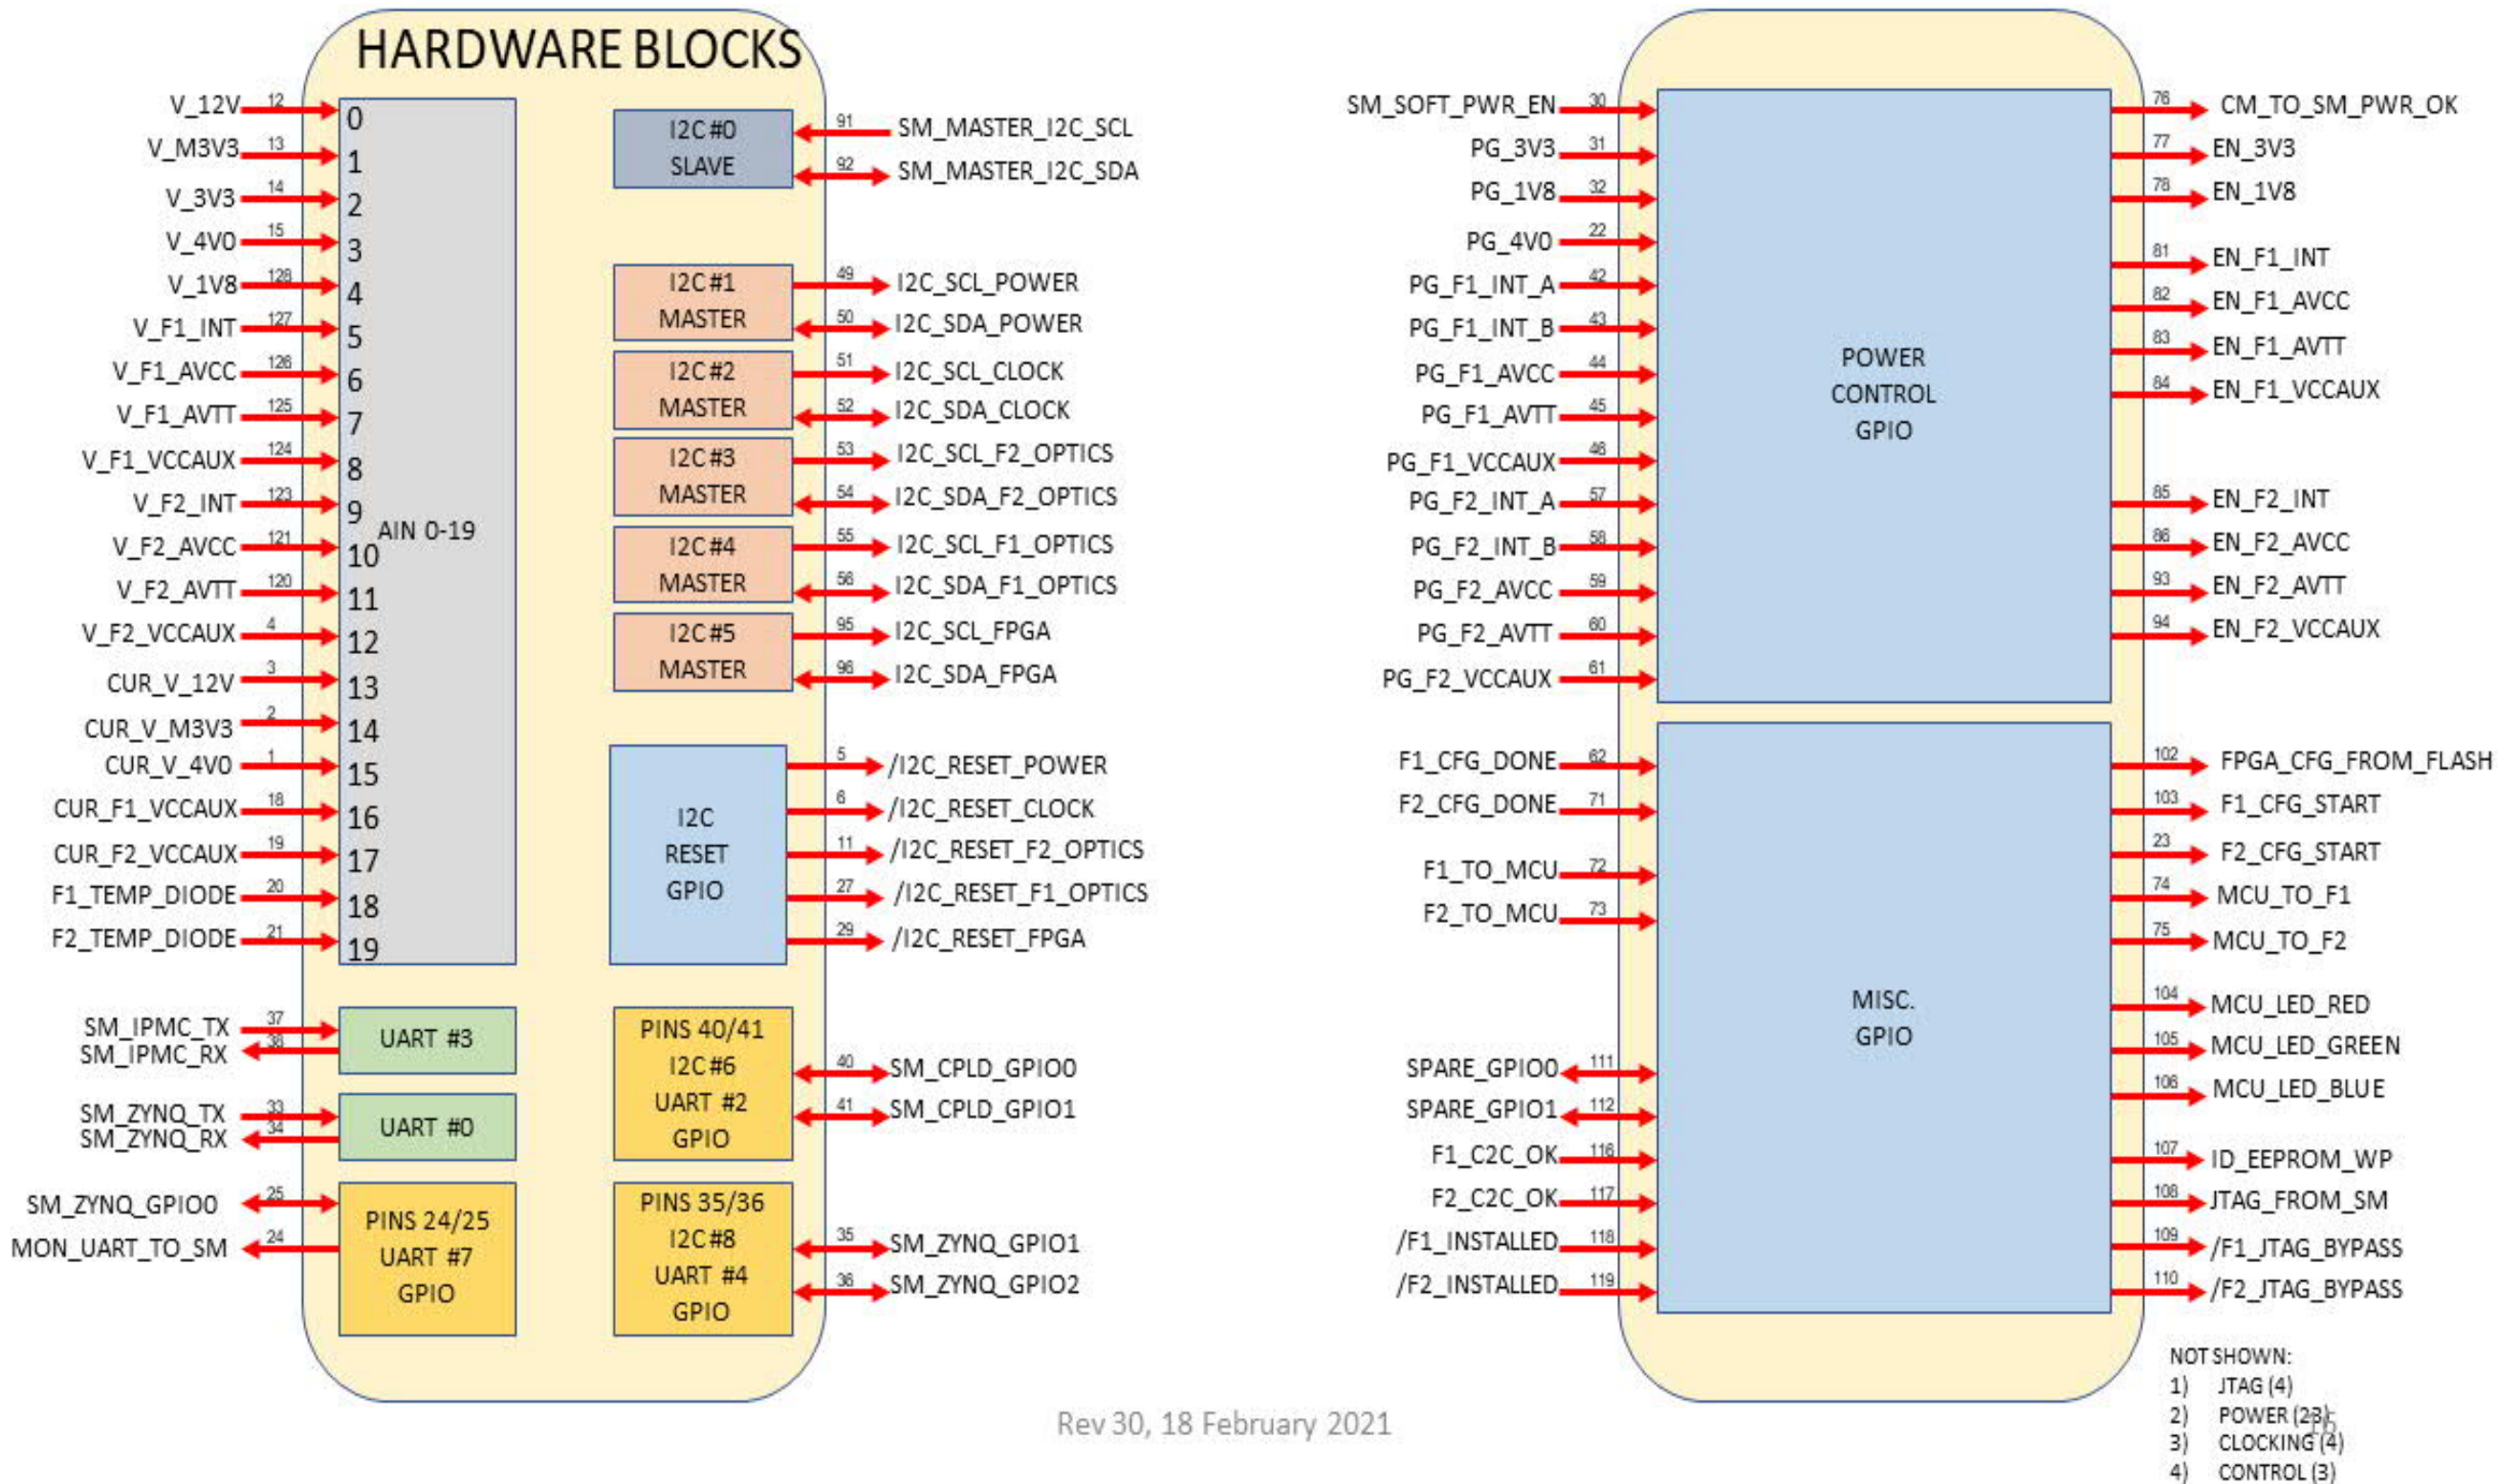 HARDWARE BLOCKS
V_12V 12 0
V_M3V3 13 1
V_3V3 14 2
V_4V0 15 3
V_1V8 128 4
V_F1_INT 127 5
V_F1_AVCC 126 6
V_F1_AVTT 125 7
V_F1_VCCAUX 124 8
V_F2_INT 123 9
V_F2_AVCC 121 10
V_F2_AVTT 120 11
V_F2_VCCAUX 4 12
CUR_V_12V 3 13
CUR_V_M3V3 2 14
CUR_V_4V0 1 15
CUR_F1_VCCAUX 18 16
CUR_F2_VCCAUX 19 17
F1_TEMP_DIODE 20 18
F2_TEMP_DIODE 21 19
AIN 0-19
SM_IPMC_TX 37
SM_IPMC_RX 38
UART #3
SM_ZYNQ_TX 33
SM_ZYNQ_RX 34
UART #0
SM_ZYNQ_GPIO0 25
MON_UART_TO_SM 24
PINS 24/25
UART #7
GPIO
I2C #0
SLAVE
91 SM_MASTER_I2C_SCL
92 SM_MASTER_I2C_SDA
I2C #1
MASTER
49 I2C_SCL_POWER
50 I2C_SDA_POWER
I2C #2
MASTER
51 I2C_SCL_CLOCK
52 I2C_SDA_CLOCK
I2C #3
MASTER
53 I2C_SCL_F2_OPTICS
54 I2C_SDA_F2_OPTICS
I2C #4
MASTER
55 I2C_SCL_F1_OPTICS
56 I2C_SDA_F1_OPTICS
I2C #5
MASTER
95 I2C_SCL_FPGA
96 I2C_SDA_FPGA
I2C
RESET
GPIO
5 /I2C_RESET_POWER
6 /I2C_RESET_CLOCK
11 /I2C_RESET_F2_OPTICS
27 /I2C_RESET_F1_OPTICS
29 /I2C_RESET_FPGA
PINS 40/41
I2C #6
UART #2
GPIO
40 SM_CPLD_GPIO0
41 SM_CPLD_GPIO1
PINS 35/36
I2C #8
UART #4
GPIO
35 SM_ZYNQ_GPIO1
36 SM_ZYNQ_GPIO2
SM_SOFT_PWR_EN 30
PG_3V3 31
PG_1V8 32
PG_4V0 22
PG_F1_INT_A 42
PG_F1_INT_B 43
PG_F1_AVCC 44
PG_F1_AVTT 45
PG_F1_VCCAUX 46
PG_F2_INT_A 57
PG_F2_INT_B 58
PG_F2_AVCC 59
PG_F2_AVTT 60
PG_F2_VCCAUX 61
POWER
CONTROL
GPIO
76 CM_TO_SM_PWR_OK
77 EN_3V3
78 EN_1V8
81 EN_F1_INT
82 EN_F1_AVCC
83 EN_F1_AVTT
84 EN_F1_VCCAUX
85 EN_F2_INT
86 EN_F2_AVCC
93 EN_F2_AVTT
94 EN_F2_VCCAUX
F1_CFG_DONE 62
F2_CFG_DONE 71
F1_TO_MCU 72
F2_TO_MCU 73
SPARE_GPIO0 111
SPARE_GPIO1 112
F1_C2C_OK 116
F2_C2C_OK 117
/F1_INSTALLED 118
/F2_INSTALLED 119
MISC.
GPIO
102 FPGA_CFG_FROM_FLASH
103 F1_CFG_START
23 F2_CFG_START
74 MCU_TO_F1
75 MCU_TO_F2
104 MCU_LED_RED
105 MCU_LED_GREEN
106 MCU_LED_BLUE
107 ID_EEPROM_WP
108 JTAG_FROM_SM
109 /F1_JTAG_BYPASS
110 /F2_JTAG_BYPASS
NOT SHOWN:
1) JTAG (4)
2) POWER (23)
3) CLOCKING (4)
4) CONTROL (3)
Rev 30, 18 February 2021